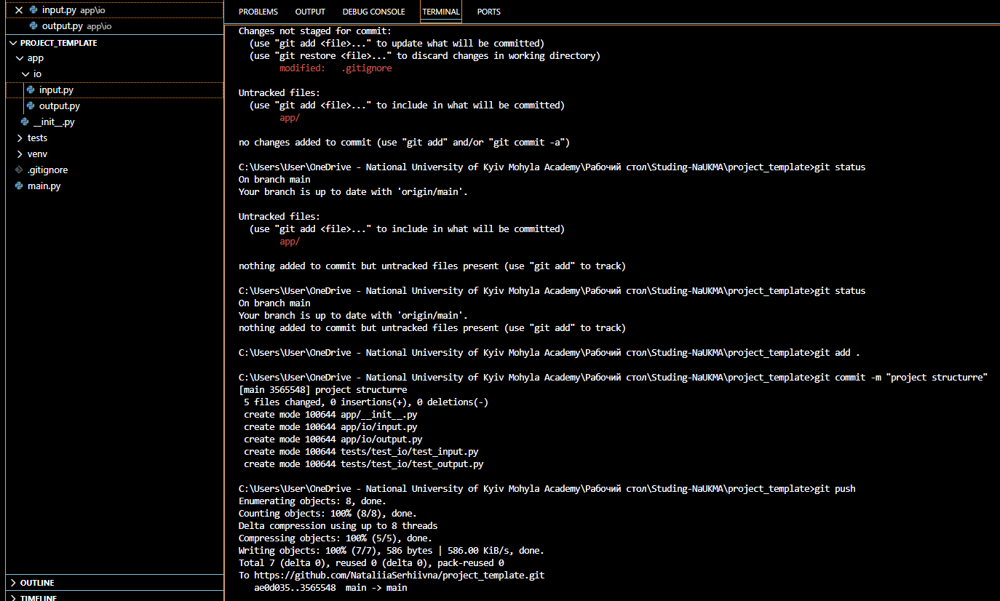 input.py app\io
output.py app\io
PROJECT_TEMPLATE
app
io
input.py
output.py
__init__.py
tests
venv
.gitignore
main.py
OUTLINE
TIMELINE
PROBLEMS OUTPUT DEBUG CONSOLE TERMINAL PORTS
Changes not staged for commit:
(use "git add <file>..." to update what will be committed)
(use "git restore <file>..." to discard changes in working directory)
modified: .gitignore
Untracked files:
(use "git add <file>..." to include in what will be committed)
app/
no changes added to commit (use "git add" and/or "git commit -a")
C:\Users\User\OneDrive - National University of Kyiv Mohyla Academy\Рабочий стол\Studing-NaUKMA\project_template>git status
On branch main
Your branch is up to date with 'origin/main'.
Untracked files:
(use "git add <file>..." to include in what will be committed)
app/
nothing added to commit but untracked files present (use "git add" to track)
C:\Users\User\OneDrive - National University of Kyiv Mohyla Academy\Рабочий стол\Studing-NaUKMA\project_template>git status
On branch main
Your branch is up to date with 'origin/main'.
nothing added to commit but untracked files present (use "git add" to track)
C:\Users\User\OneDrive - National University of Kyiv Mohyla Academy\Рабочий стол\Studing-NaUKMA\project_template>git add .
C:\Users\User\OneDrive - National University of Kyiv Mohyla Academy\Рабочий стол\Studing-NaUKMA\project_template>git commit -m "project structurre"
[main 3565548] project structurre
5 files changed, 0 insertions(+), 0 deletions(-)
create mode 100644 app/__init__.py
create mode 100644 app/io/input.py
create mode 100644 app/io/output.py
create mode 100644 tests/test_io/test_input.py
create mode 100644 tests/test_io/test_output.py
C:\Users\User\OneDrive - National University of Kyiv Mohyla Academy\Рабочий стол\Studing-NaUKMA\project_template>git push
Enumerating objects: 8, done.
Counting objects: 100% (8/8), done.
Delta compression using up to 8 threads
Compressing objects: 100% (5/5), done.
Writing objects: 100% (7/7), 586 bytes | 586.00 KiB/s, done.
Total 7 (delta 0), reused 0 (delta 0), pack-reused 0
To https://github.com/NataliiaSerhiivna/project_template.git
ae0d035..3565548 main -> main